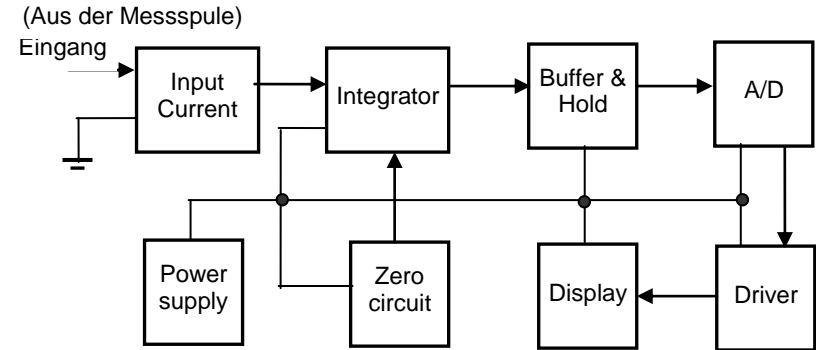 (Aus der Messspule)
Eingang
Input
Current
Integrator
Buffer &
Hold
A/D
Power
supply
Zero
circuit
Display
Driver